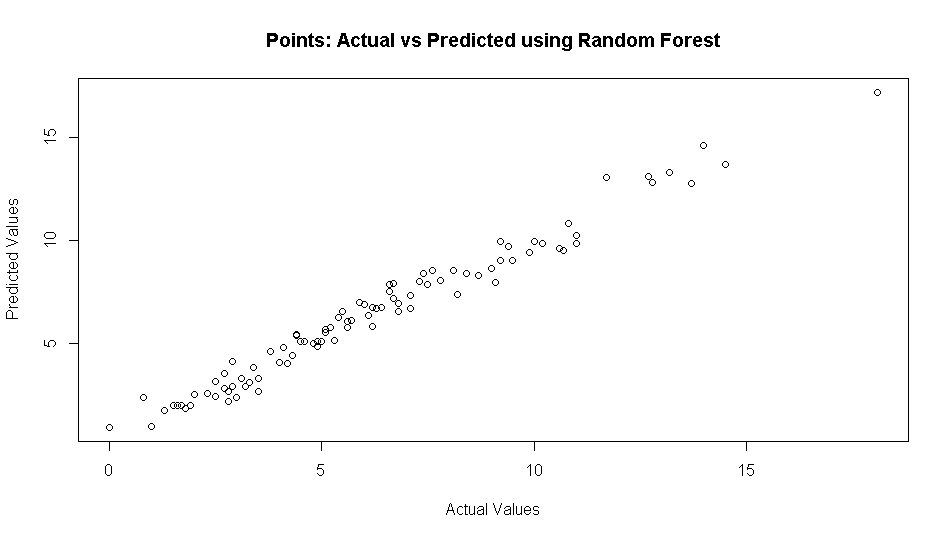 Points: Actual vs Predicted using Random Forest
Predicted Values
15
10
5
0 5 10 15
Actual Values